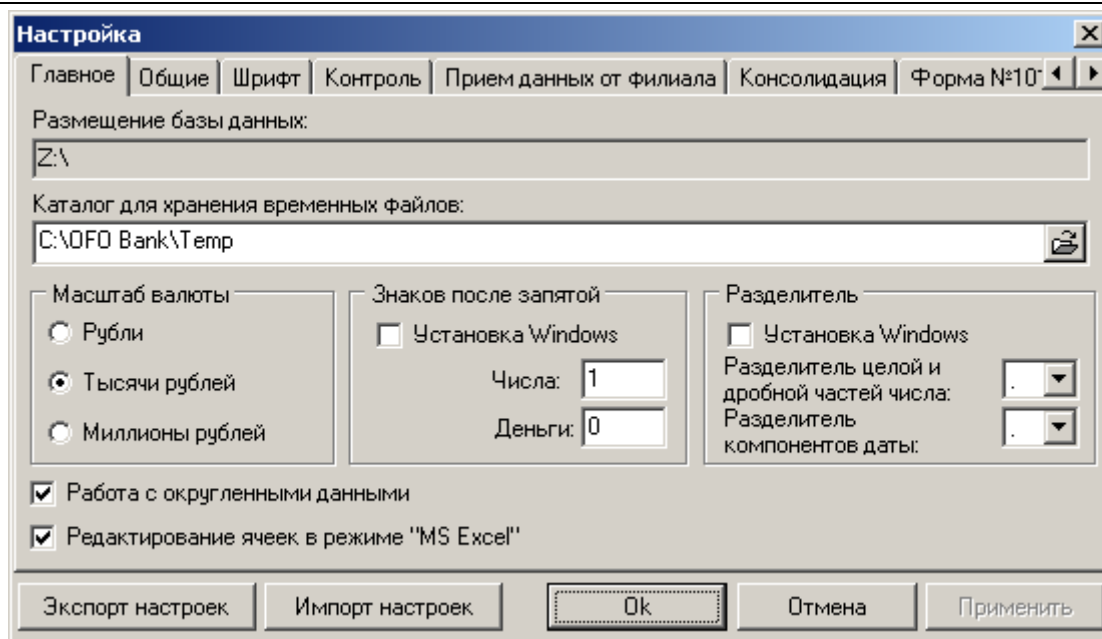 Настройка
Главное Общие Шрифт Контроль Прием данных от филиала Консолидация Форма №10
Размещение базы данных:
Z:\
Каталог для хранения временных файлов:
C:\OFO Bank\Temp
Масштаб валюты Знаков после запятой Разделитель
Рубли Установка Windows Установка Windows
Тысячи рублей Числа: 1 Разделитель целой и
дробной частей числа: .
Миллионы рублей Деньги: 0 Разделитель
компонентов даты: .
Работа с округленными данными
Редактирование ячеек в режиме "MS Excel"
Экспорт настроек Импорт настроек Ok Отмена Применить